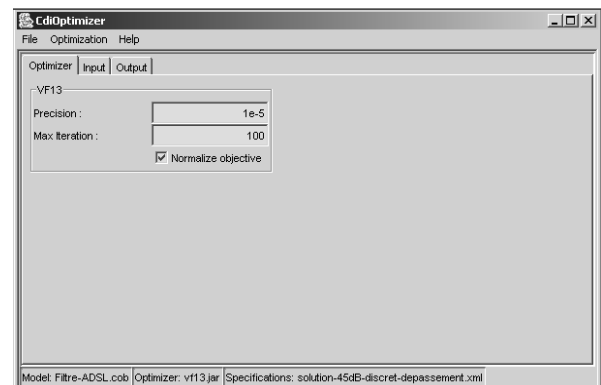 CdiOptimizer
File Optimization Help
Optimizer Input Output
VF13
Precision : 1e-5
Max Iteration : 100
Normalize objective
Model: Filtre-ADSL.cob Optimizer: vf13.jar Specifications: solution-45dB-discret-depassement.xml